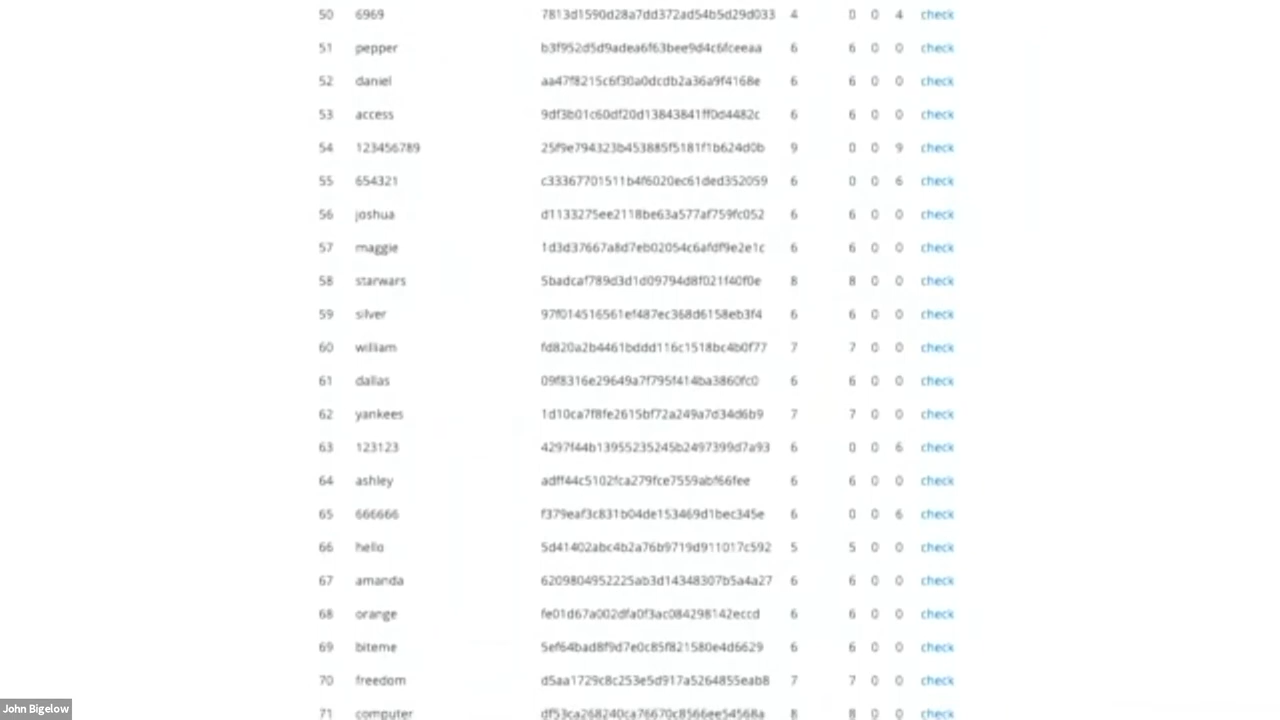 50 6969 7813d1590d28a7dd372ad54b5d29d033 4 0 0 4 check
51 pepper b3f952d5d9adea6f63bee9d4c6fceeaa 6 6 0 0 check
52 daniel aa47f8215c6f30a0dcdb2a36a9f4168e 6 6 0 0 check
53 access 9df3b01c60df20d13843841ff0d4482c 6 6 0 0 check
54 123456789 25f9e794323b453885f5181f1b624d0b 9 0 0 9 check
55 654321 c33367701511b4f6020ec61ded352059 6 0 0 6 check
56 joshua d1133275ee2118be63a577af759fc052 6 6 0 0 check
57 maggie 1d3d37667a8d7eb02054c6afdf9e2e1c 6 6 0 0 check
58 starwars 5badcaf789d3d1d09794d8f021f40f0e 8 8 0 0 check
59 silver 97f014516561ef487ec368d6158eb3f4 6 6 0 0 check
60 william fd820a2b4461bddd116c1518bc4b0f77 7 7 0 0 check
61 dallas 09f8316e29649a7f795f414ba3860fc0 6 6 0 0 check
62 yankees 1d10ca7f8fe2615bf72a249a7d34d6b9 7 7 0 0 check
63 123123 4297f44b13955235245b2497399d7a93 6 0 0 6 check
64 ashley adff44c5102fca279fce7559abf66fee 6 6 0 0 check
65 666666 f379eaf3c831b04de153469d1bec345e 6 0 0 6 check
66 hello 5d41402abc4b2a76b9719d911017c592 5 5 0 0 check
67 amanda 6209804952225ab3d14348307b5a4a27 6 6 0 0 check
68 orange fe01d67a002dfa0f3ac084298142eccd 6 6 0 0 check
69 biteme 5ef64bad8f9d7e0c85f821580e4d6629 6 6 0 0 check
70 freedom d5aa1729c8c253e5d917a5264855eab8 7 7 0 0 check
71 computer df53ca268240ca76670c8566ee54568a 8 8 0 0 check
John Bigelow